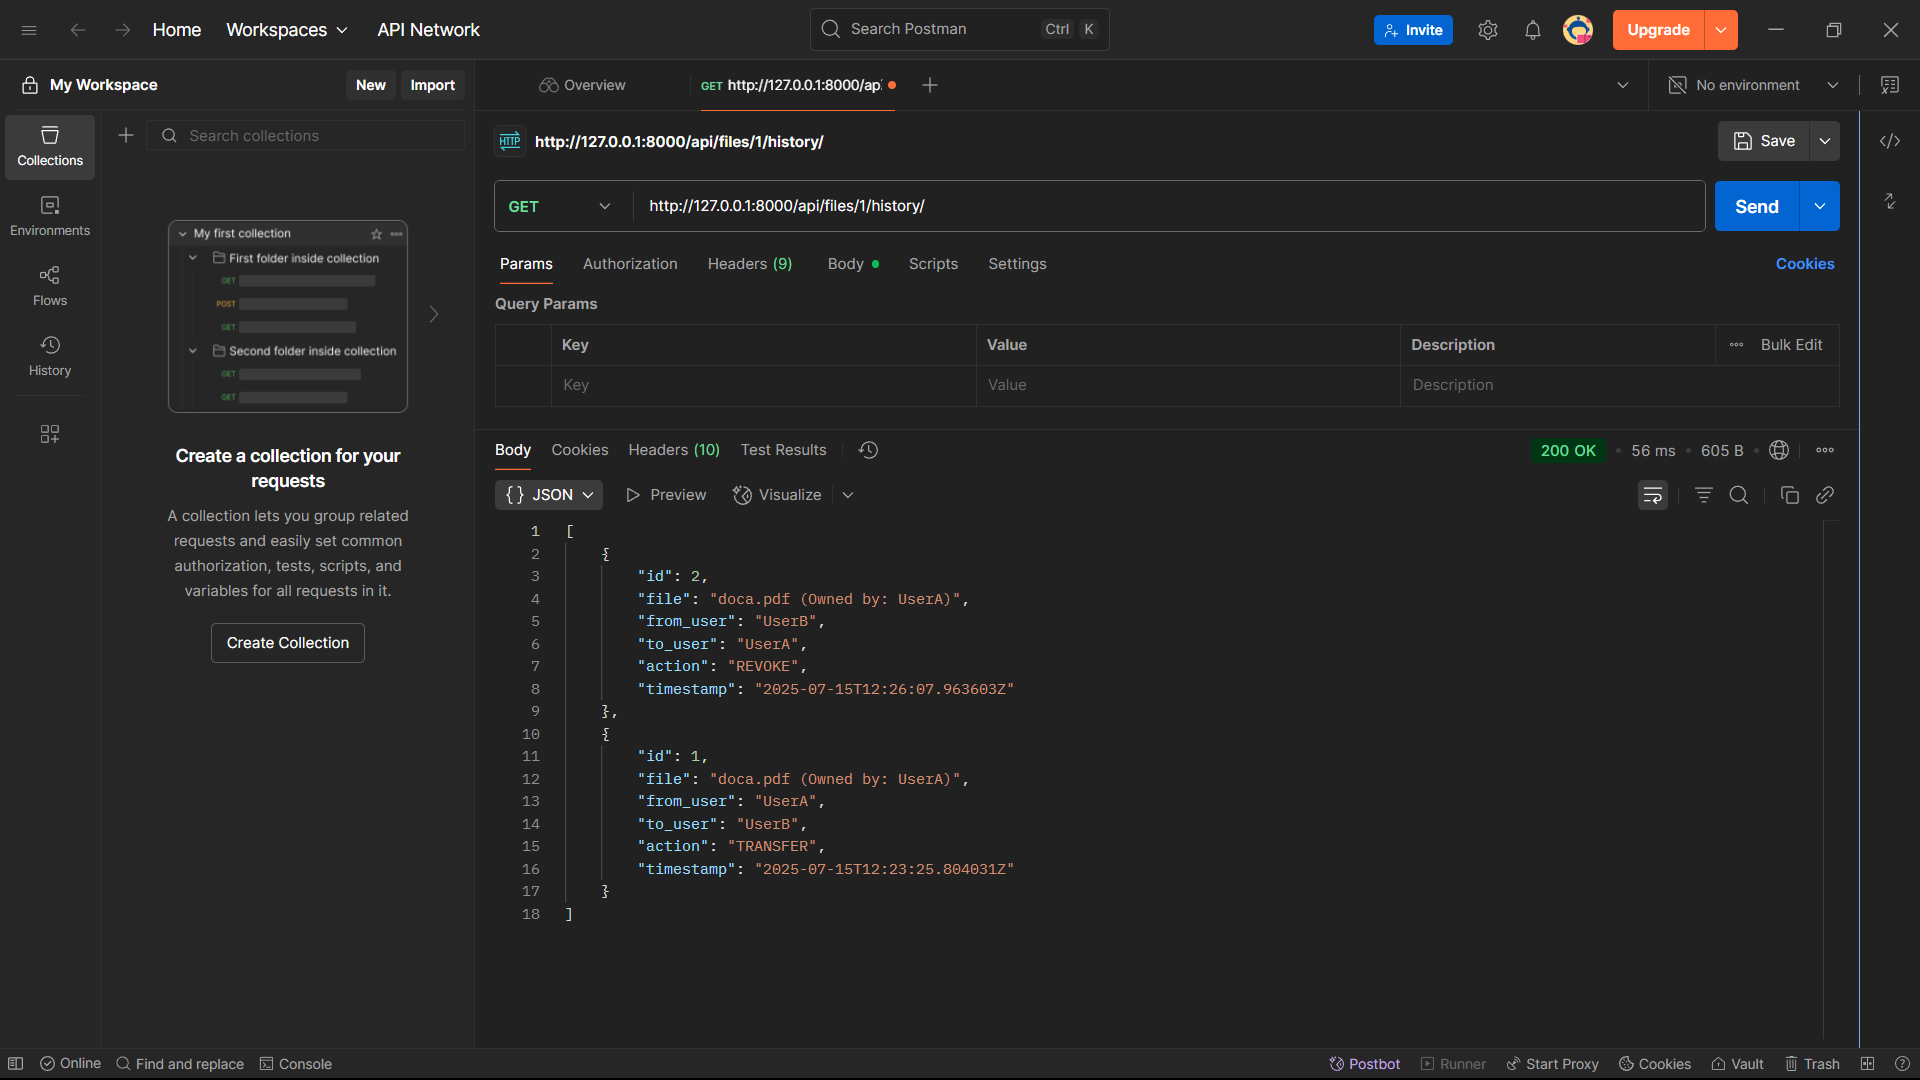 Home Workspaces API Network Search Postman Ctrl K Invite Upgrade
My Workspace New Import Overview GET http://127.0.0.1:8000/ap No environment
Collections
Environments
Flows
History
Search collections
My first collection
First folder inside collection
GET
POST
GET
Second folder inside collection
GET
GET
Create a collection for your
requests
A collection lets you group related
requests and easily set common
authorization, tests, scripts, and
variables for all requests in it.
Create Collection
HTTP http://127.0.0.1:8000/api/files/1/history/ Save
GET http://127.0.0.1:8000/api/files/1/history/ Send
Params Authorization Headers (9) Body Scripts Settings Cookies
Query Params
Key Value Description Bulk Edit
Key Value Description
Body Cookies Headers (10) Test Results 200 OK 56 ms 605 B
{} JSON Preview Visualize
1 [
2 {
3 "id": 2,
4 "file": "doca.pdf (Owned by: UserA)",
5 "from_user": "UserB",
6 "to_user": "UserA",
7 "action": "REVOKE",
8 "timestamp": "2025-07-15T12:26:07.963603Z"
9 },
10 {
11 "id": 1,
12 "file": "doca.pdf (Owned by: UserA)",
13 "from_user": "UserA",
14 "to_user": "UserB",
15 "action": "TRANSFER",
16 "timestamp": "2025-07-15T12:23:25.804031Z"
17 }
18 ]
Online Find and replace Console Postbot Runner Start Proxy Cookies Vault Trash